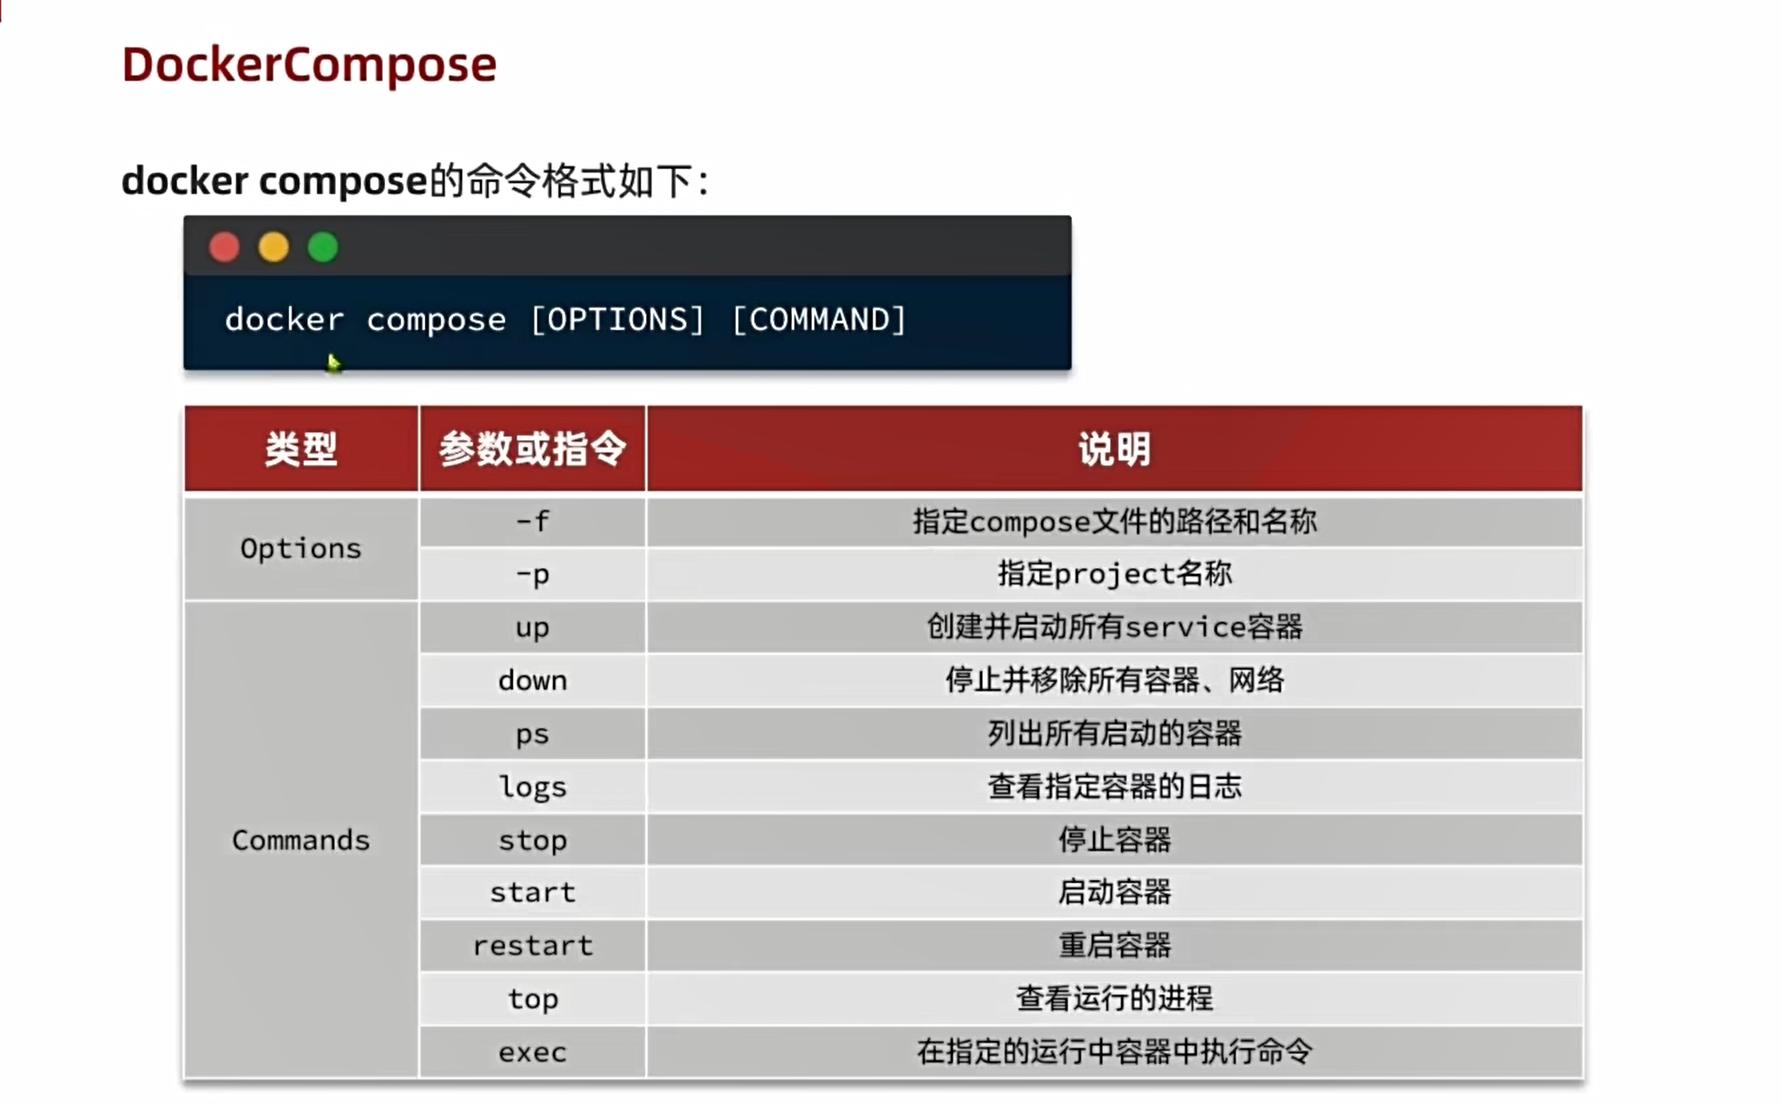 DockerCompose
docker compose的命令格式如下：
docker compose [OPTIONS] [COMMAND]
类型 参数或指令 说明
Options
-f 指定compose文件的路径和名称
-p 指定project名称
Commands
up 创建并启动所有service容器
down 停止并移除所有容器、网络
ps 列出所有启动的容器
logs 查看指定容器的日志
stop 停止容器
start 启动容器
restart 重启容器
top 查看运行的进程
exec 在指定的运行中容器中执行命令